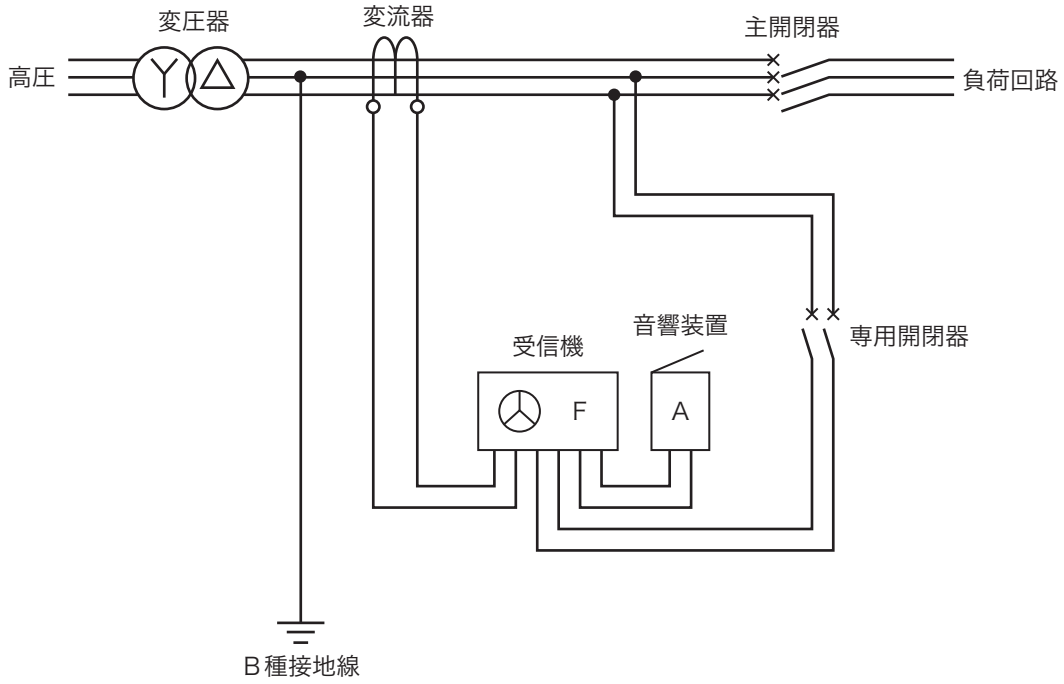 変圧器
変流器
主開閉器
高圧
負荷回路
音響装置
専用開閉器
受信機
F
A
B種接地線